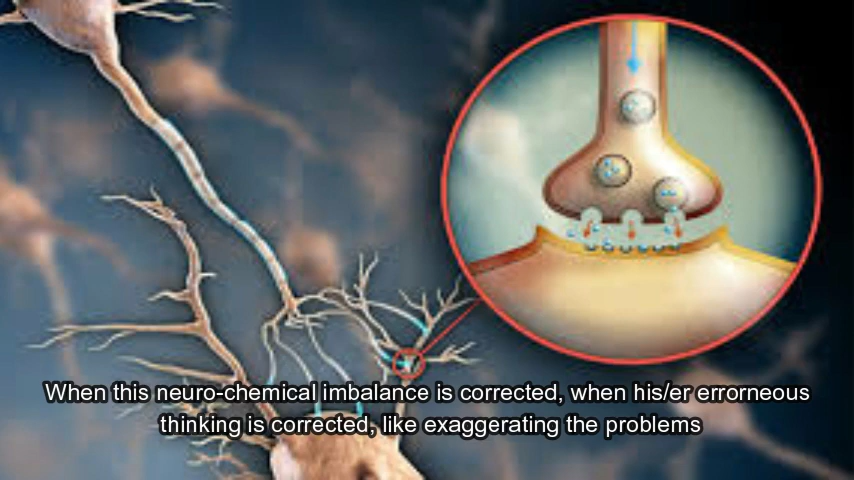 When this neuro-chemical imbalance is corrected, when his/er errorneous
thinking is corrected, like exaggerating the problems